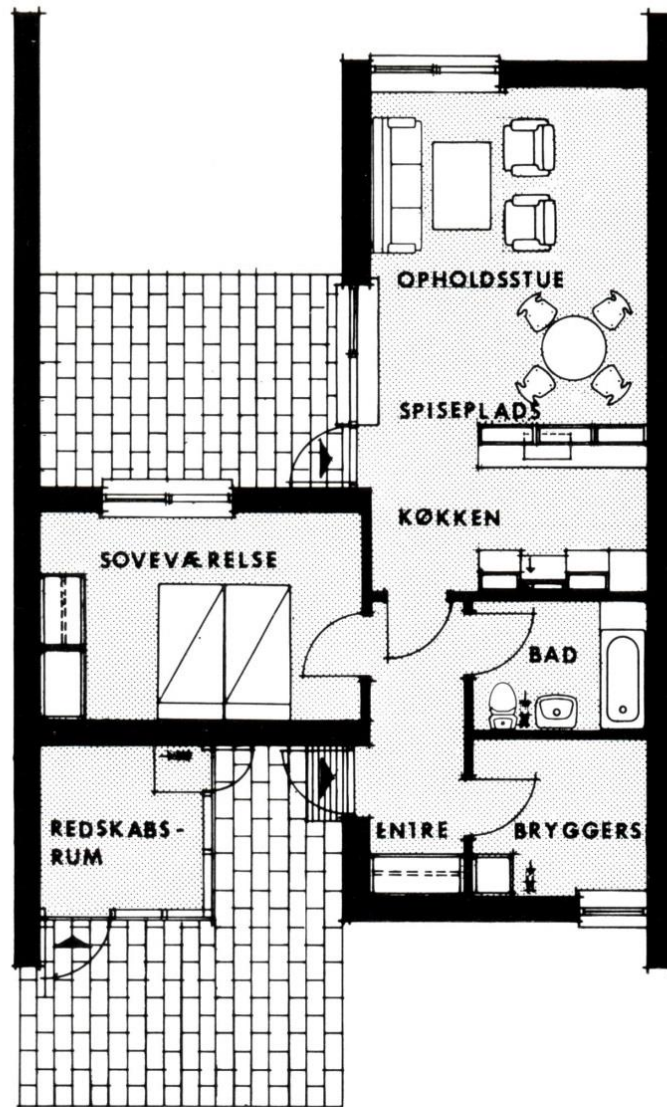 OPHOLDSSTUE
SPISEPLADS
KØKKEN
SOVEVÆRELSE
BAD
REDSKABS-
RUM
ENTRE
BRYGGERS